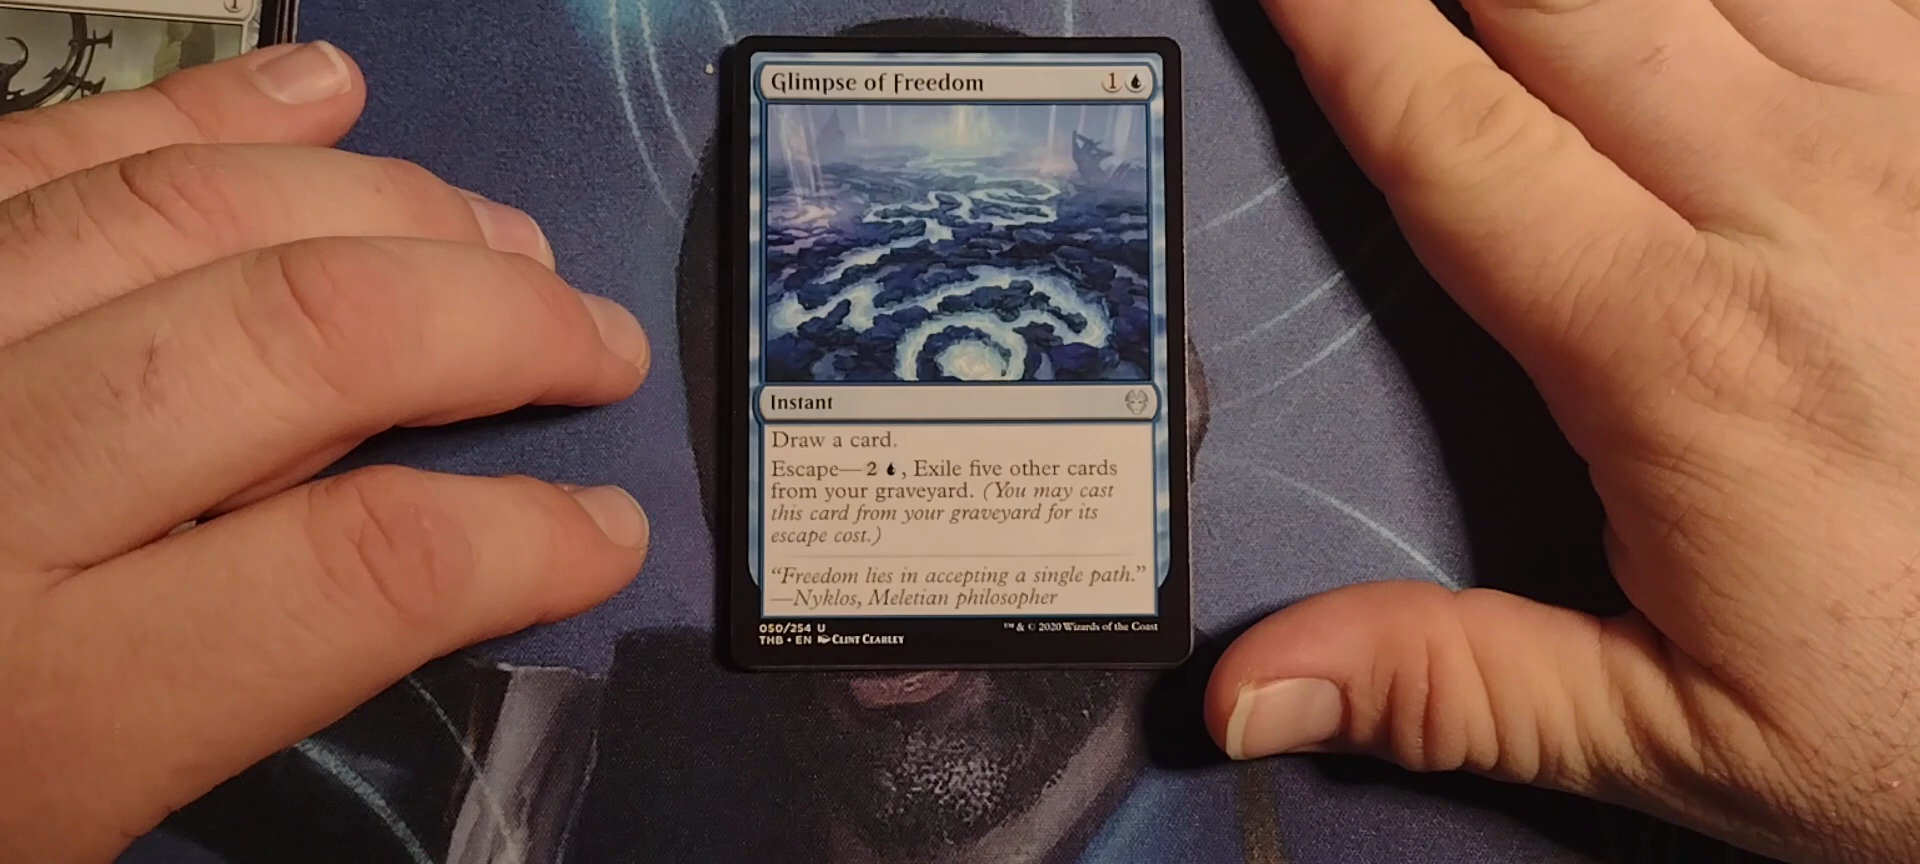 1
Glimpse of Freedom 1
Instant
Draw a card.
Escape—2 , Exile five other cards
from your graveyard. (You may cast
this card from your graveyard for its
escape cost.)
“Freedom lies in accepting a single path.”
—Nyklos, Meletian philosopher
050/254 U
THB • EN CLINT CEARLEY
™ & © 2020 Wizards of the Coast